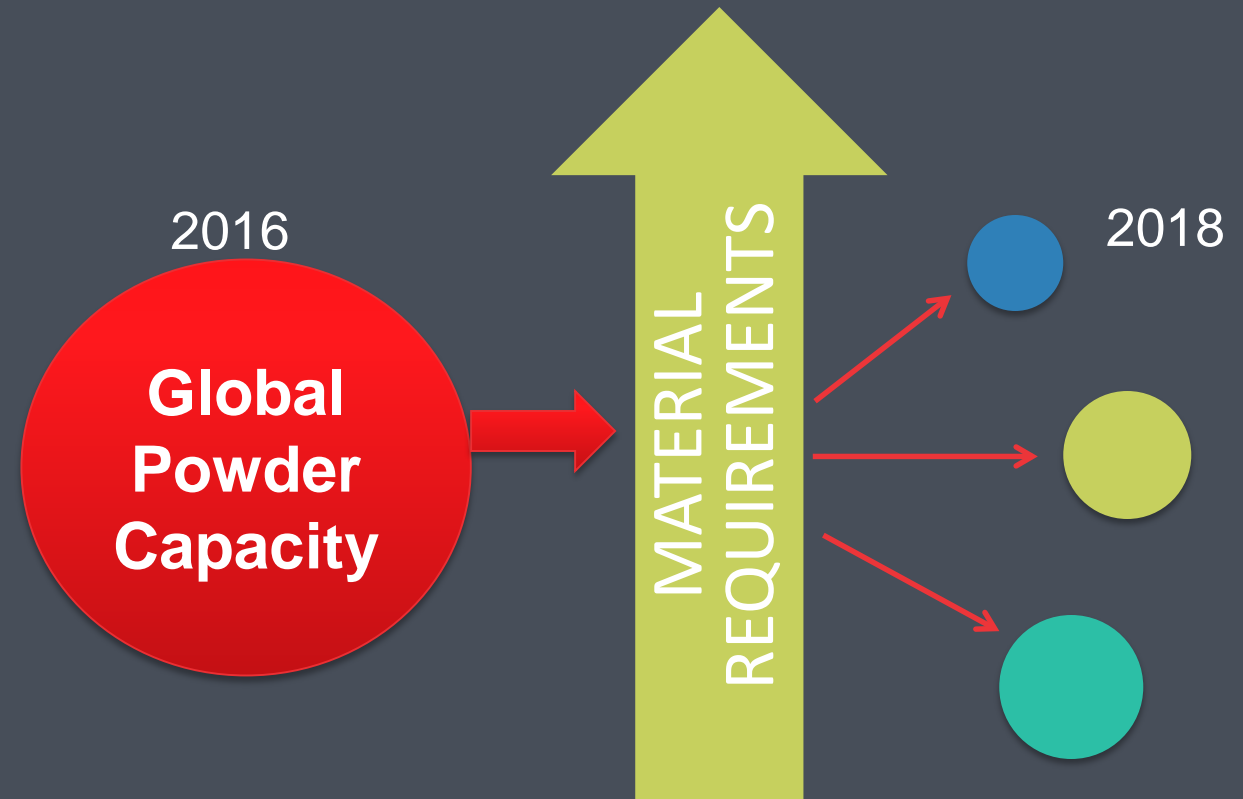 2016
Global
Powder
Capacity
MATERIAL
REQUIREMENTS
2018